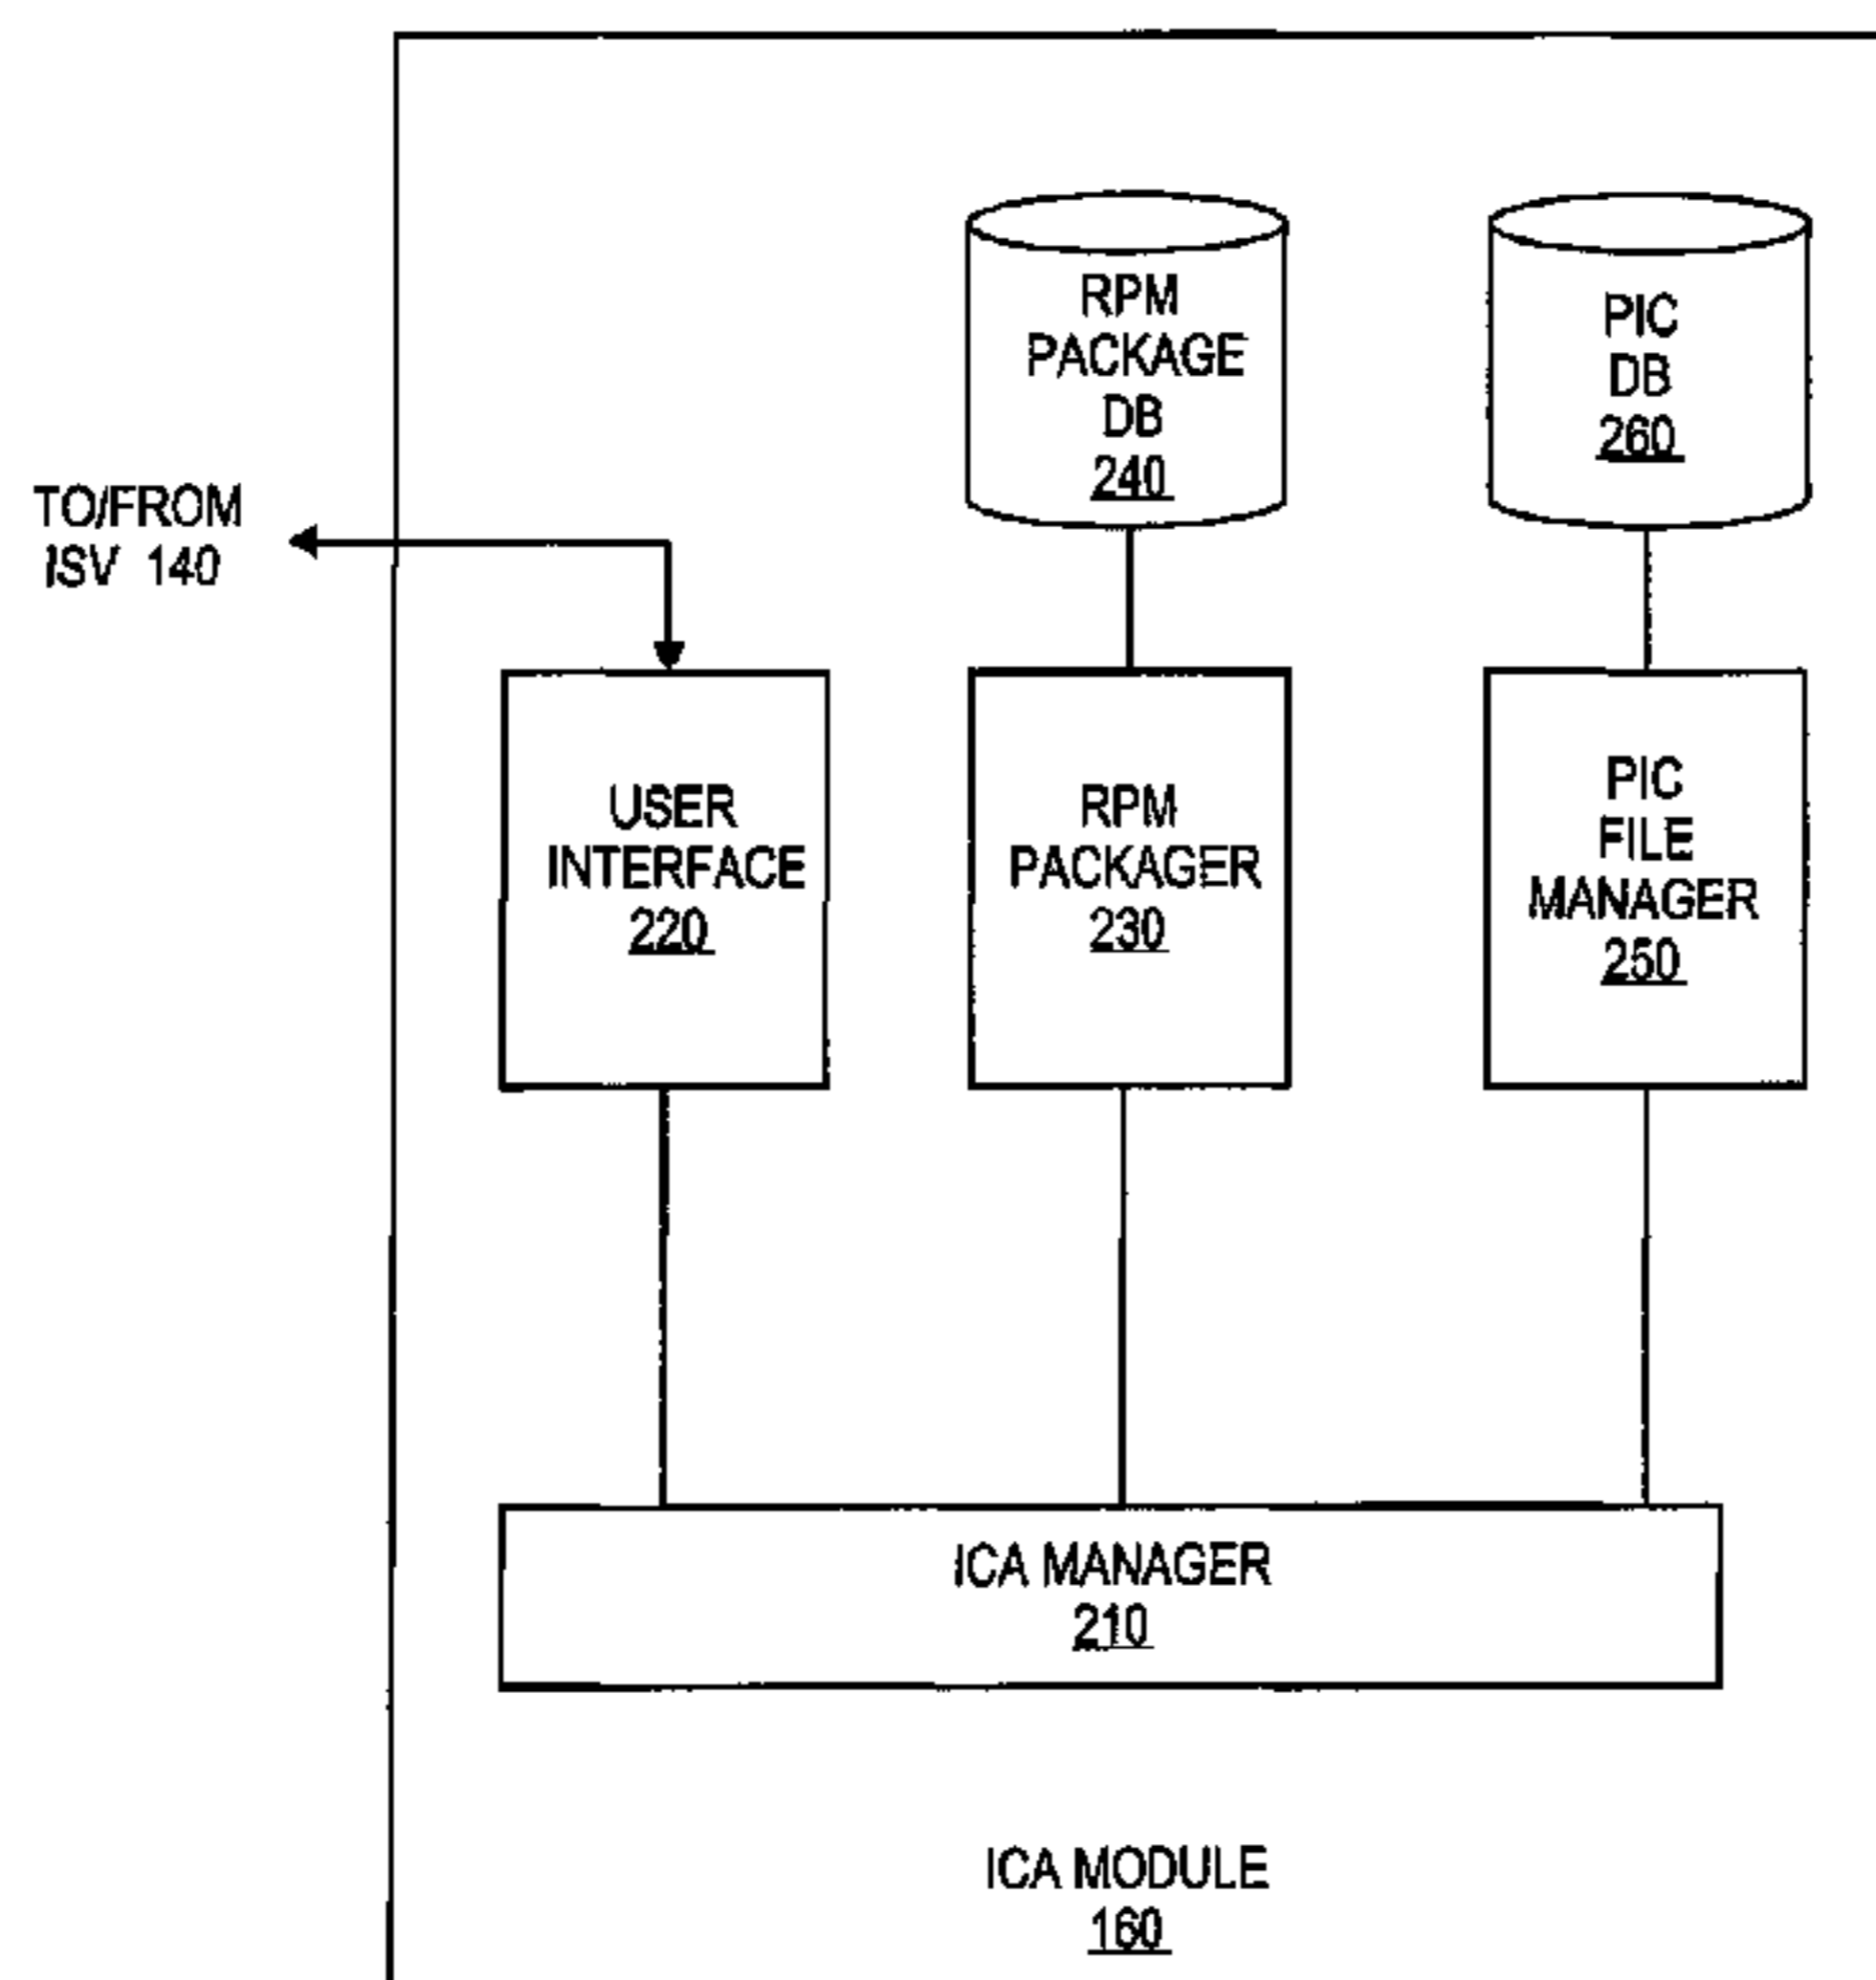 RPM
PACKAGE
DB
240
PIC
DB
260
TO/FROM
ISV 140
USER
INTERFACE
220
RPM
PACKAGER
230
PIC
FILE
MANAGER
250
ICA MANAGER
210
ICA MODULE
160